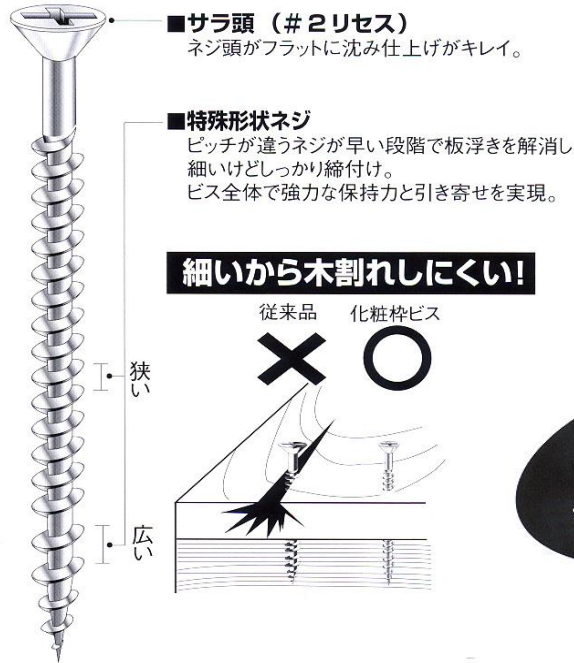 ■サラ頭（＃2リセス）
ネジ頭がフラットに沈み仕上げがキレイ。
■特殊形状ネジ
ピッチが違うネジが早い段階で板浮きを解消し
細いけどしっかり締付け。
ビス全体で強力な保持力と引き寄せを実現。
細いから木割れしにくい！
従来品 化粧枠ビス
狭い
広い